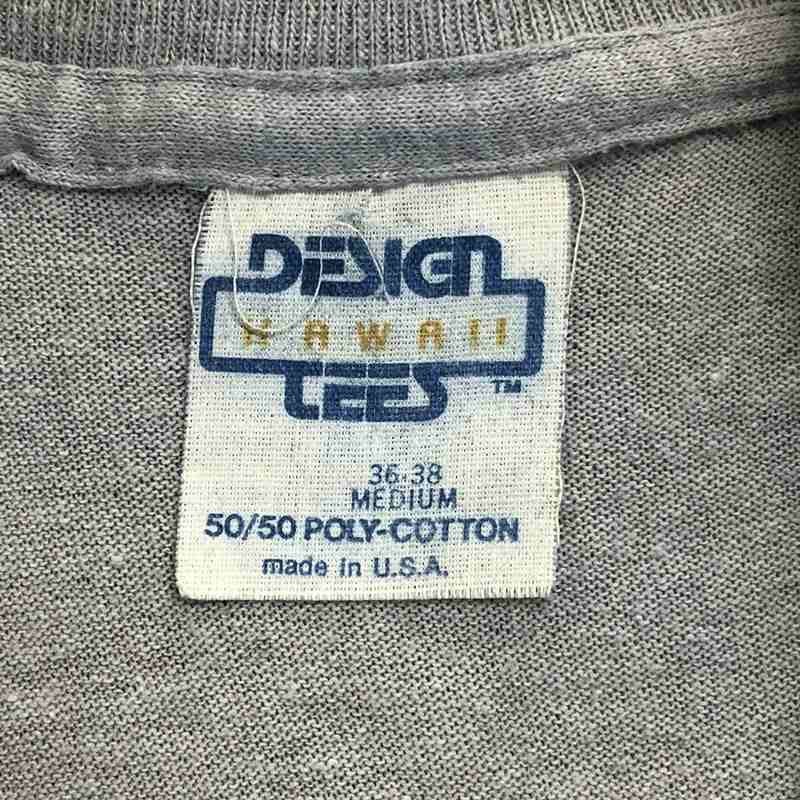 DESIGN
HAWAII
TEES ™
36-38
MEDIUM
50/50 POLY-COTTON
made in U.S.A.